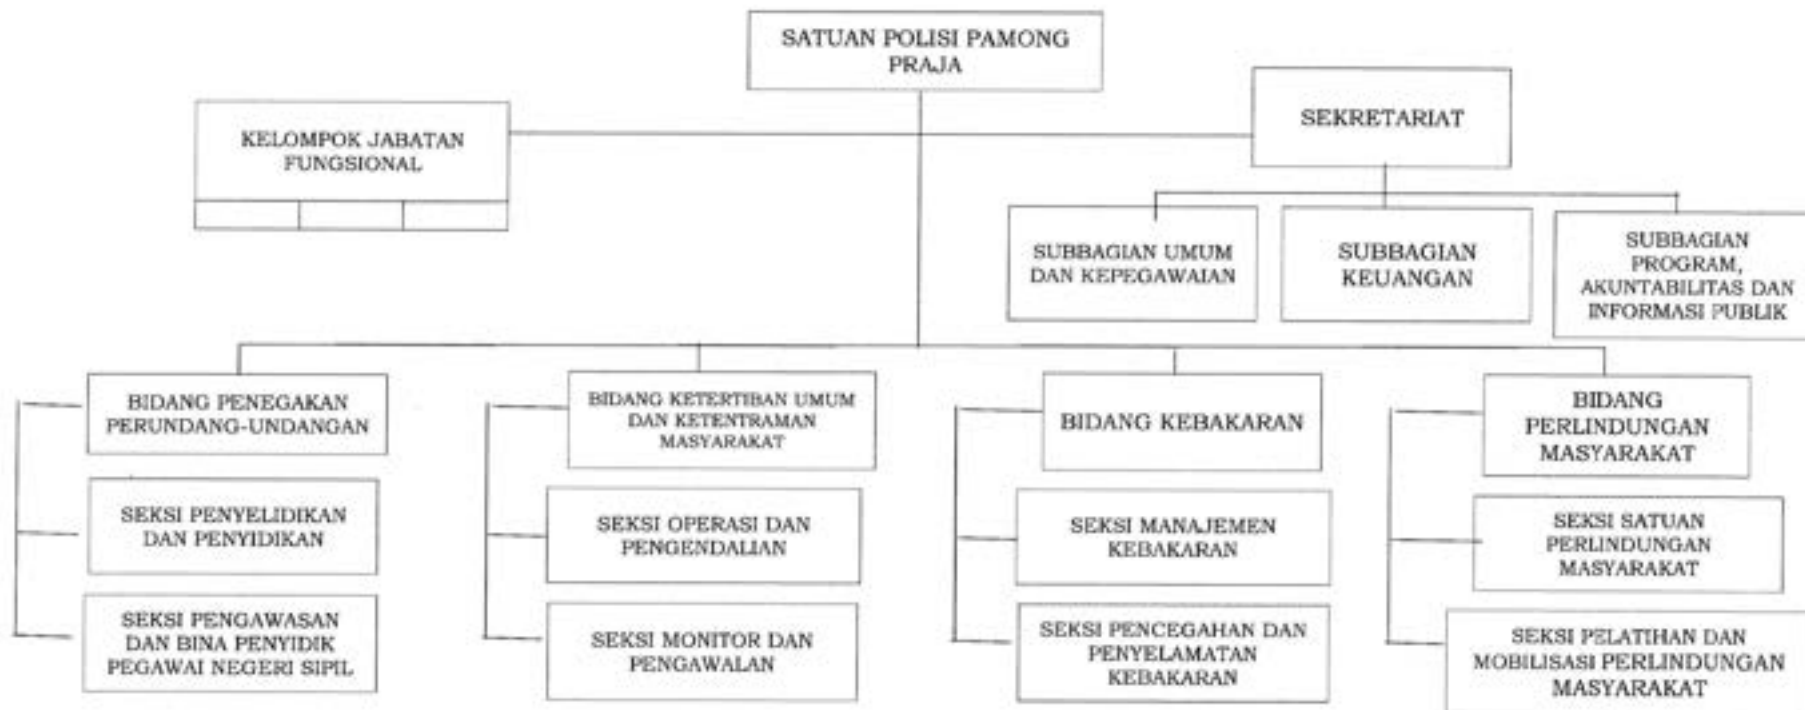 SATUAN POLISI PAMONG
PRAJA
SEKRETARIAT
KELOMPOK JABATAN
FUNGSIONAL
SUBBAGIAN UMUM
DAN KEPEGAWAIAN
SUBBAGIAN
KEUANGAN
SUBBAGIAN
PROGRAM,
AKUNTABILITAS DAN
INFORMASI PUBLIK
BIDANG PENEGAKAN
PERUNDANG-UNDANGAN
BIDANG KETERTIBAN UMUM
DAN KETENTRAMAN
MASYARAKAT
BIDANG KEBAKARAN
BIDANG
PERLINDUNGAN
MASYARAKAT
SEKSI PENYELIDIKAN
DAN PENYIDIKAN
SEKSI OPERASI DAN
PENGENDALIAN
SEKSI MANAJEMEN
KEBAKARAN
SEKSI SATUAN
PERLINDUNGAN
MASYARAKAT
SEKSI PENGAWASAN
DAN BINA PENYIDIK
PEGAWAI NEGERI SIPIL
SEKSI MONITOR DAN
PENGAWALAN
SEKSI PENCEGAHAN DAN
PENYELAMATAN
KEBAKARAN
SEKSI PELATIHAN DAN
MOBILISASI PERLINDUNGAN
MASYARAKAT